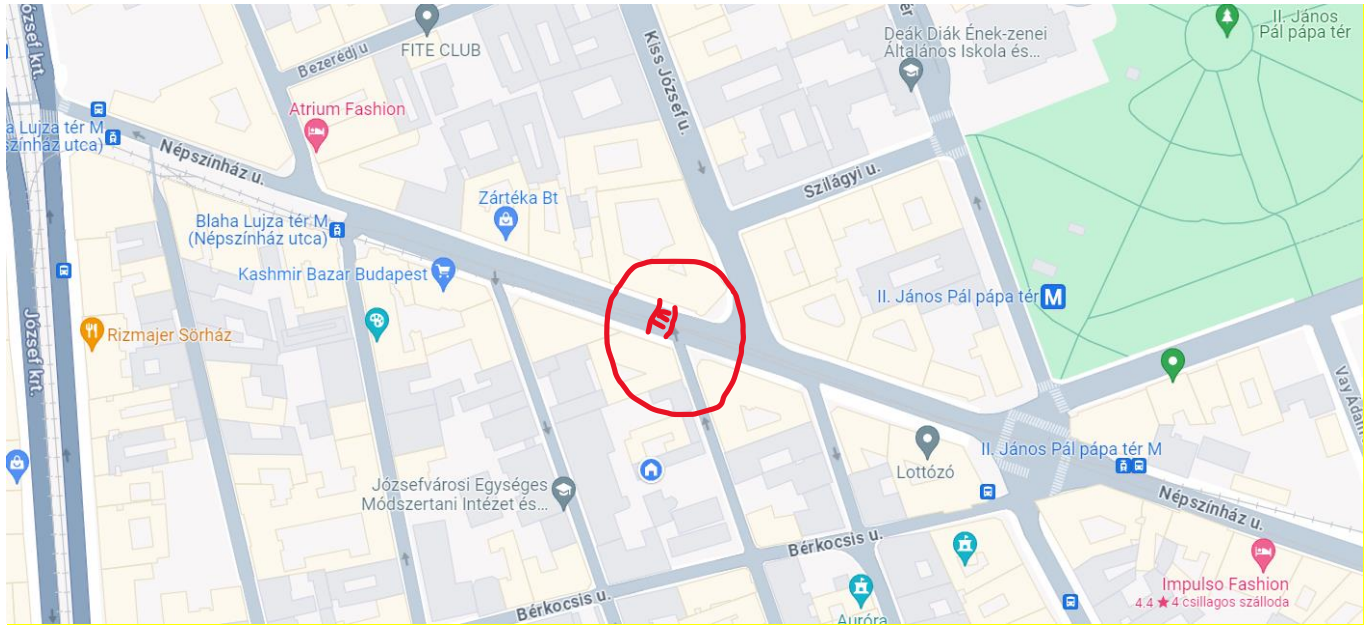 József krt.
Bezerédj u
FITE CLUB
Kiss József u.
Deák Diák Ének-zenei
Általános Iskola és...
ér
II. János
Pál pápa tér
Atrium Fashion
a Lujza tér M
színház utca)
Népszínház u.
Zártéka Bt
Szilágyi u.
Blaha Lujza tér M
(Népszínház utca)
Kashmir Bazar Budapest
II. János Pál pápa tér
M
József krt.
Rizmajer Sörház
Vay Ádám
Lottózó
II. János Pál pápa tér M
Józsefvárosi Egységes
Módszertani Intézet és...
Népszínház u.
Bérkocsis u.
Impulso Fashion
4,4 ★ 4 csillagos szálloda
Bérkocsis u.
Auróra